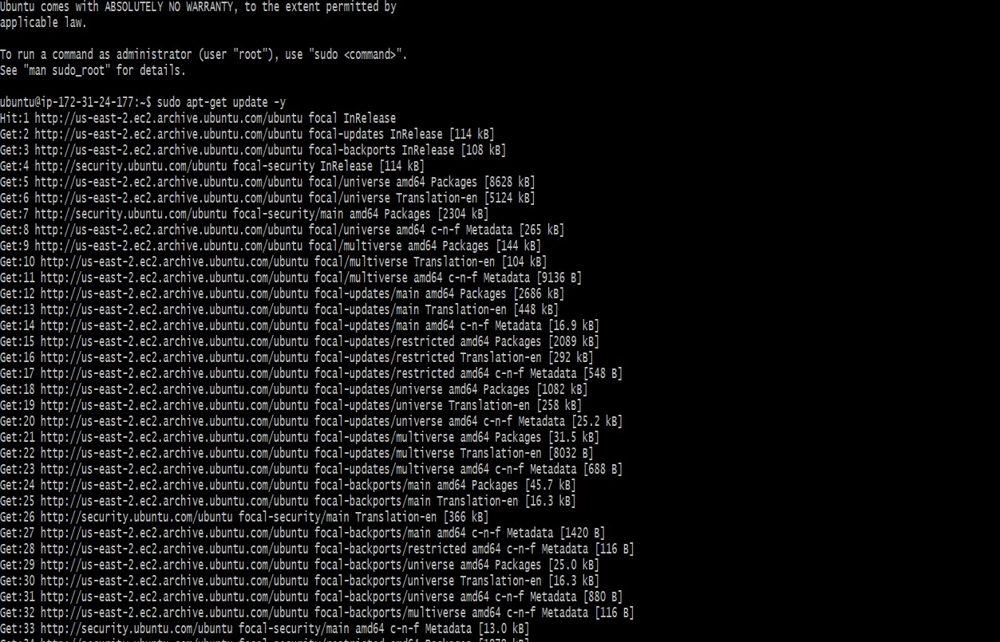 Ubuntu comes with ABSOLUTELY NO WARRANTY, to the extent permitted by
applicable law.
To run a command as administrator (user "root"), use "sudo <command>".
See "man sudo_root" for details.
ubuntu@ip-172-31-24-177:~$ sudo apt-get update -y
Hit:1 http://us-east-2.ec2.archive.ubuntu.com/ubuntu focal InRelease
Get:2 http://us-east-2.ec2.archive.ubuntu.com/ubuntu focal-updates InRelease [114 kB]
Get:3 http://us-east-2.ec2.archive.ubuntu.com/ubuntu focal-backports InRelease [108 kB]
Get:4 http://security.ubuntu.com/ubuntu focal-security InRelease [114 kB]
Get:5 http://us-east-2.ec2.archive.ubuntu.com/ubuntu focal/universe amd64 Packages [8628 kB]
Get:6 http://us-east-2.ec2.archive.ubuntu.com/ubuntu focal/universe Translation-en [5124 kB]
Get:7 http://security.ubuntu.com/ubuntu focal-security/main amd64 Packages [2304 kB]
Get:8 http://us-east-2.ec2.archive.ubuntu.com/ubuntu focal/universe amd64 c-n-f Metadata [265 kB]
Get:9 http://us-east-2.ec2.archive.ubuntu.com/ubuntu focal/multiverse amd64 Packages [144 kB]
Get:10 http://us-east-2.ec2.archive.ubuntu.com/ubuntu focal/multiverse Translation-en [104 kB]
Get:11 http://us-east-2.ec2.archive.ubuntu.com/ubuntu focal/multiverse amd64 c-n-f Metadata [9136 B]
Get:12 http://us-east-2.ec2.archive.ubuntu.com/ubuntu focal-updates/main amd64 Packages [2686 kB]
Get:13 http://us-east-2.ec2.archive.ubuntu.com/ubuntu focal-updates/main Translation-en [448 kB]
Get:14 http://us-east-2.ec2.archive.ubuntu.com/ubuntu focal-updates/main amd64 c-n-f Metadata [16.9 kB]
Get:15 http://us-east-2.ec2.archive.ubuntu.com/ubuntu focal-updates/restricted amd64 Packages [2089 kB]
Get:16 http://us-east-2.ec2.archive.ubuntu.com/ubuntu focal-updates/restricted Translation-en [292 kB]
Get:17 http://us-east-2.ec2.archive.ubuntu.com/ubuntu focal-updates/restricted amd64 c-n-f Metadata [548 B]
Get:18 http://us-east-2.ec2.archive.ubuntu.com/ubuntu focal-updates/universe amd64 Packages [1082 kB]
Get:19 http://us-east-2.ec2.archive.ubuntu.com/ubuntu focal-updates/universe Translation-en [258 kB]
Get:20 http://us-east-2.ec2.archive.ubuntu.com/ubuntu focal-updates/universe amd64 c-n-f Metadata [25.2 kB]
Get:21 http://us-east-2.ec2.archive.ubuntu.com/ubuntu focal-updates/multiverse amd64 Packages [31.5 kB]
Get:22 http://us-east-2.ec2.archive.ubuntu.com/ubuntu focal-updates/multiverse Translation-en [8032 B]
Get:23 http://us-east-2.ec2.archive.ubuntu.com/ubuntu focal-updates/multiverse amd64 c-n-f Metadata [688 B]
Get:24 http://us-east-2.ec2.archive.ubuntu.com/ubuntu focal-backports/main amd64 Packages [45.7 kB]
Get:25 http://us-east-2.ec2.archive.ubuntu.com/ubuntu focal-backports/main Translation-en [16.3 kB]
Get:26 http://security.ubuntu.com/ubuntu focal-security/main Translation-en [366 kB]
Get:27 http://us-east-2.ec2.archive.ubuntu.com/ubuntu focal-backports/main amd64 c-n-f Metadata [1420 B]
Get:28 http://us-east-2.ec2.archive.ubuntu.com/ubuntu focal-backports/restricted amd64 c-n-f Metadata [116 B]
Get:29 http://us-east-2.ec2.archive.ubuntu.com/ubuntu focal-backports/universe amd64 Packages [25.0 kB]
Get:30 http://us-east-2.ec2.archive.ubuntu.com/ubuntu focal-backports/universe Translation-en [16.3 kB]
Get:31 http://us-east-2.ec2.archive.ubuntu.com/ubuntu focal-backports/universe amd64 c-n-f Metadata [880 B]
Get:32 http://us-east-2.ec2.archive.ubuntu.com/ubuntu focal-backports/multiverse amd64 c-n-f Metadata [116 B]
Get:33 http://security.ubuntu.com/ubuntu focal-security/main amd64 c-n-f Metadata [13.0 kB]